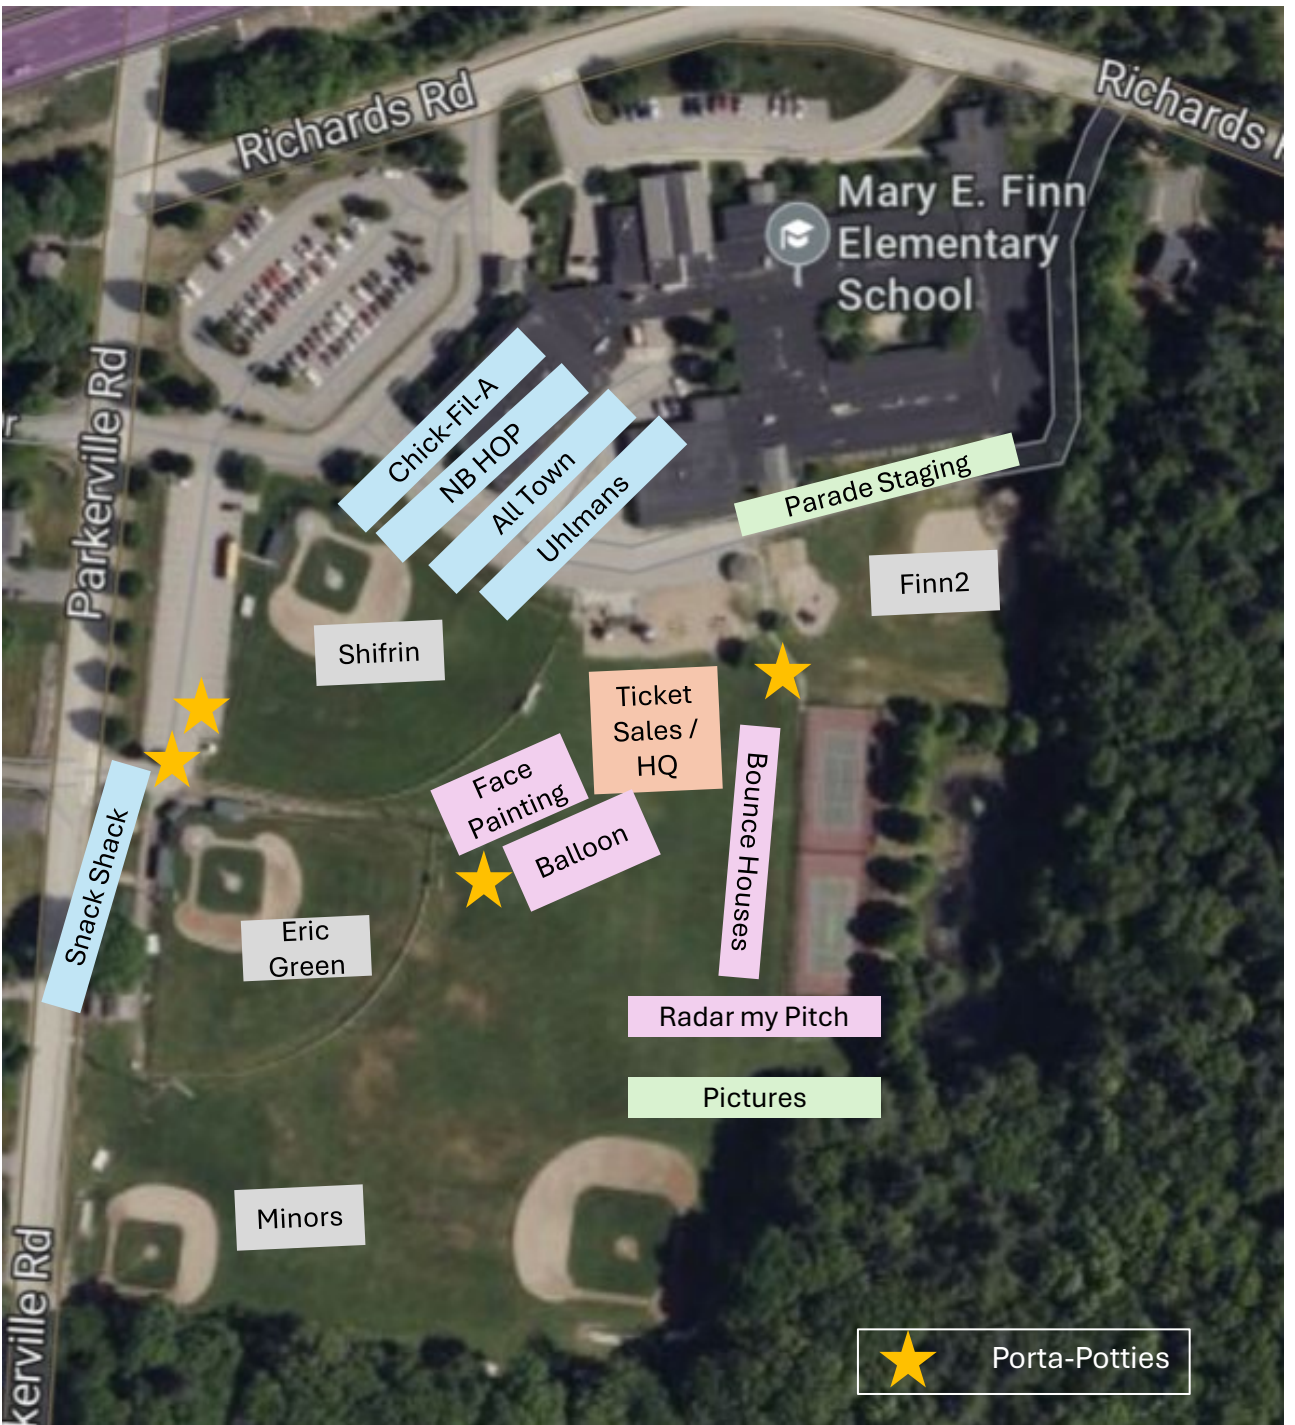 Richards Rd
Richards R
Mary E. Finn
Elementary
School
Parkerville Rd
r
Chick-Fil-A
NB HOP
All Town
Uhlmans
Parade Staging
Finn2
Shifrin
Ticket
Sales /
HQ
Face
Painting
Balloon
Bounce Houses
Snack Shack
Eric
Green
Radar my Pitch
Pictures
Minors
kerville Rd
Porta-Potties